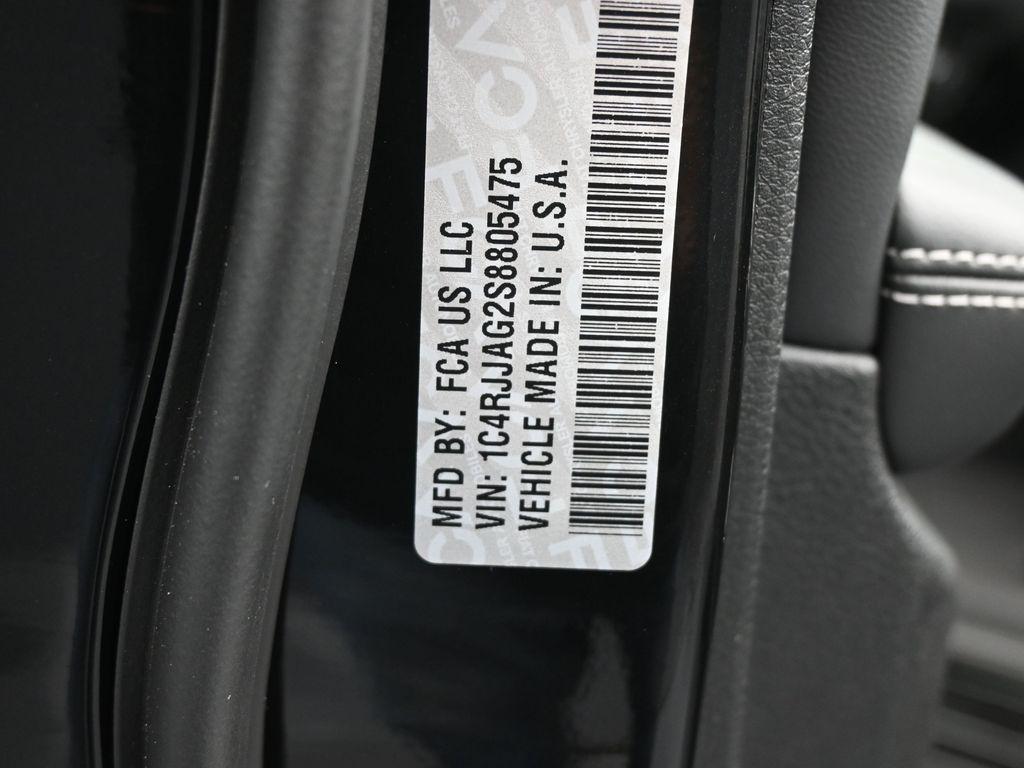 MFD BY: FCA US LLC
VIN: 1C4RJJAG2S8805475
VEHICLE MADE IN: U.S.A.